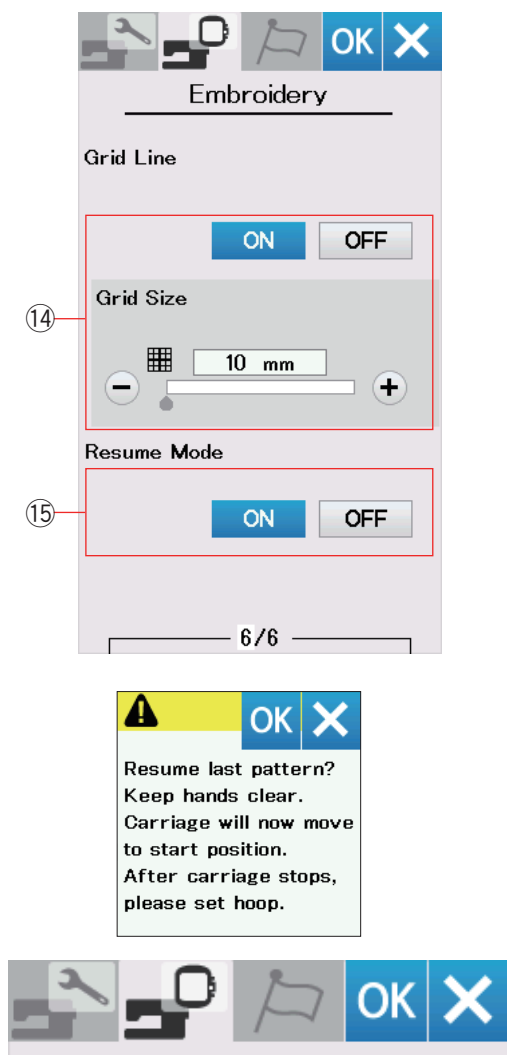 OK
Embroidery
Grid Line
ON OFF
Grid Size
⑭
10 mm
Resume Mode
⑮
ON OFF
6/6
OK
Resume last pattern?
Keep hands clear.
Carriage will now move
to start position.
After carriage stops,
please set hoop.
OK